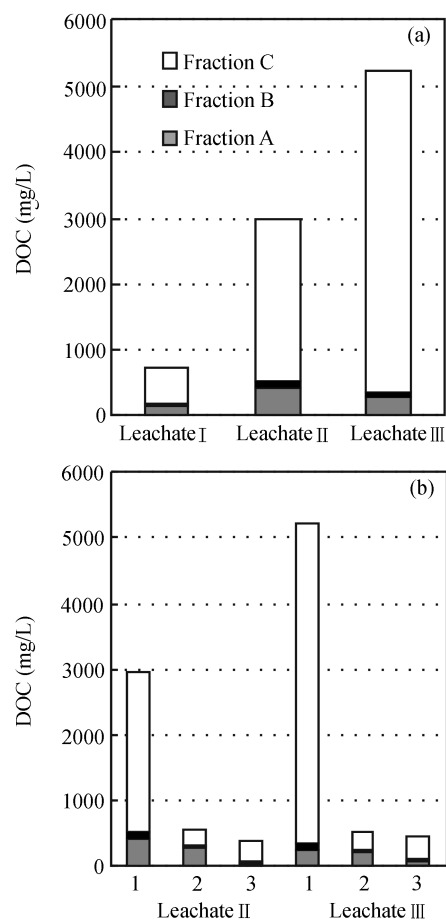 6000
(a)
Fraction C
5000
Fraction B
4000
Fraction A
DOC (mg/L)
3000
2000
1000
0
Leachate Ⅰ Leachate Ⅱ Leachate Ⅲ
6000
(b)
5000
4000
DOC (mg/L)
3000
2000
1000
0
1 2 3 1 2 3
Leachate Ⅱ Leachate Ⅲ